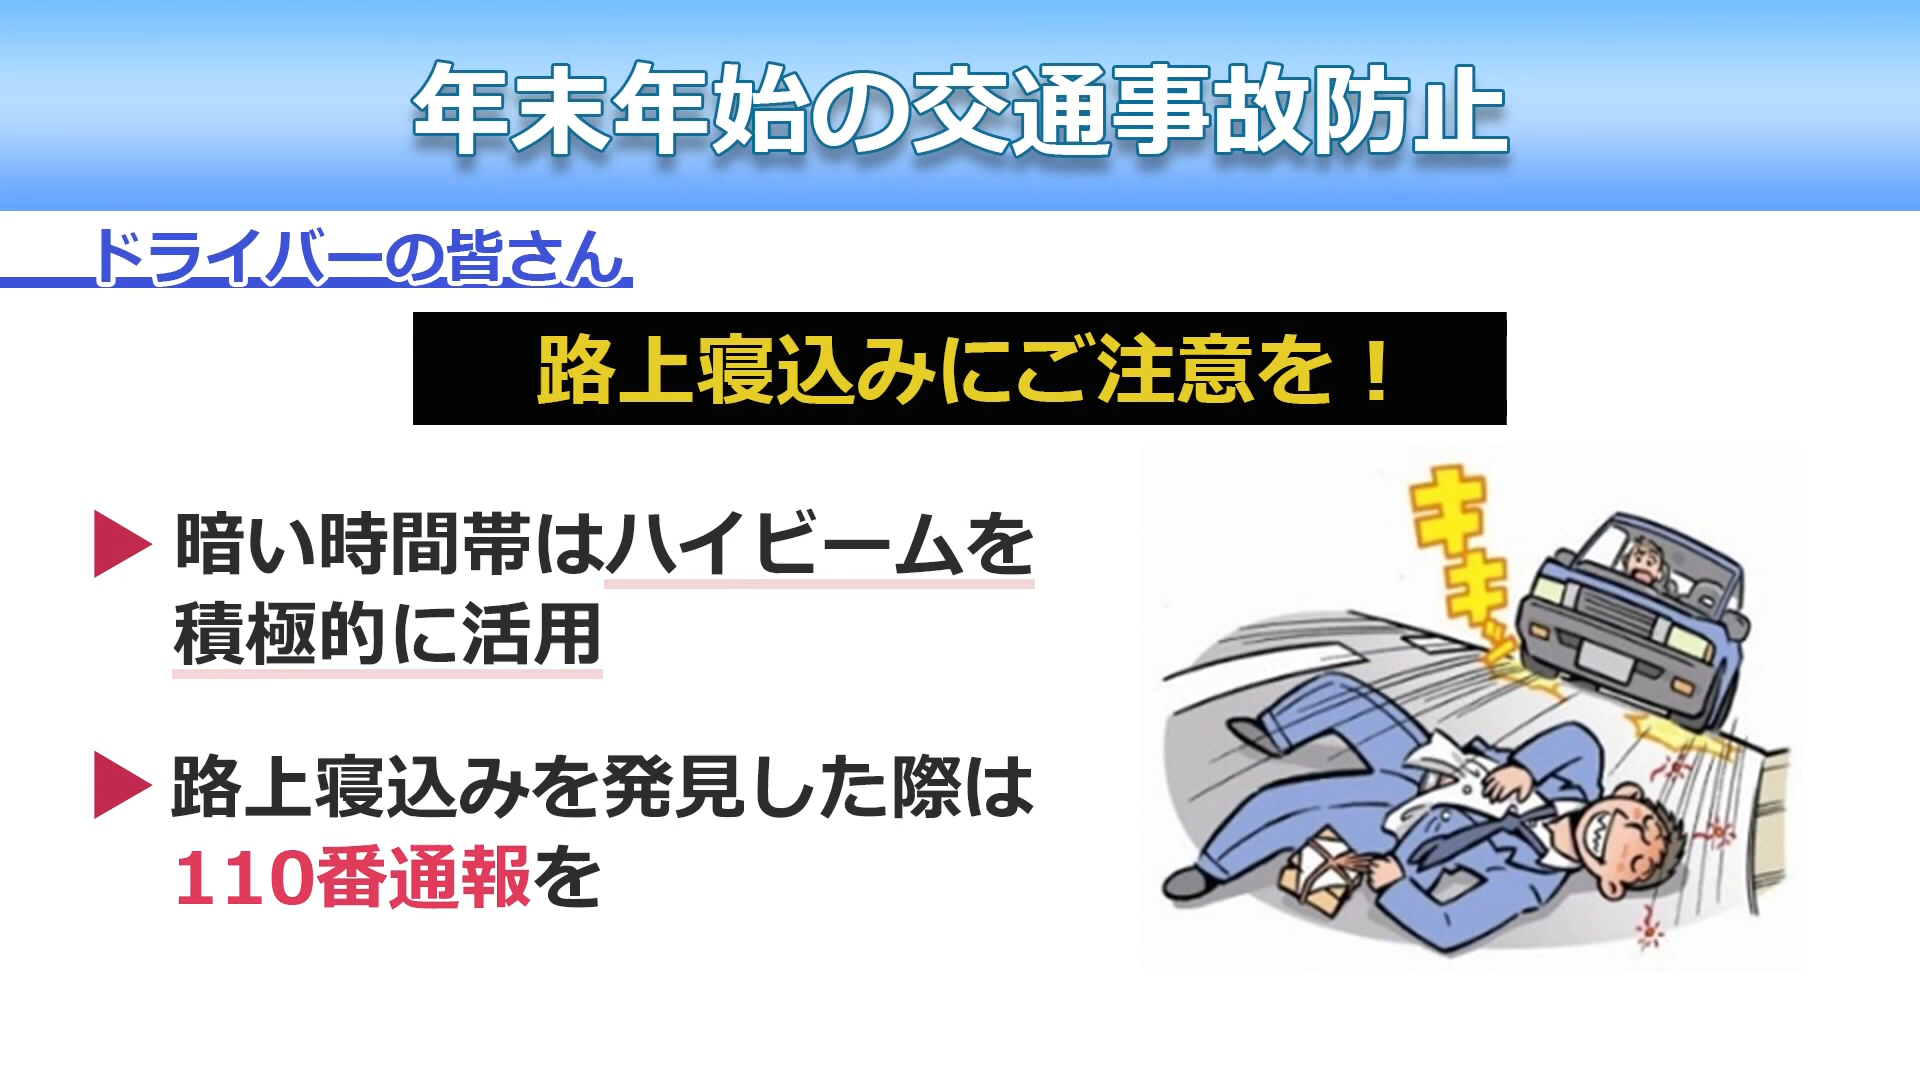 年末年始の交通事故防止
ドライバーの皆さん
路上寝込みにご注意を！
▶ 暗い時間帯はハイビームを
積極的に活用
▶ 路上寝込みを発見した際は
110番通報を
キキキッ